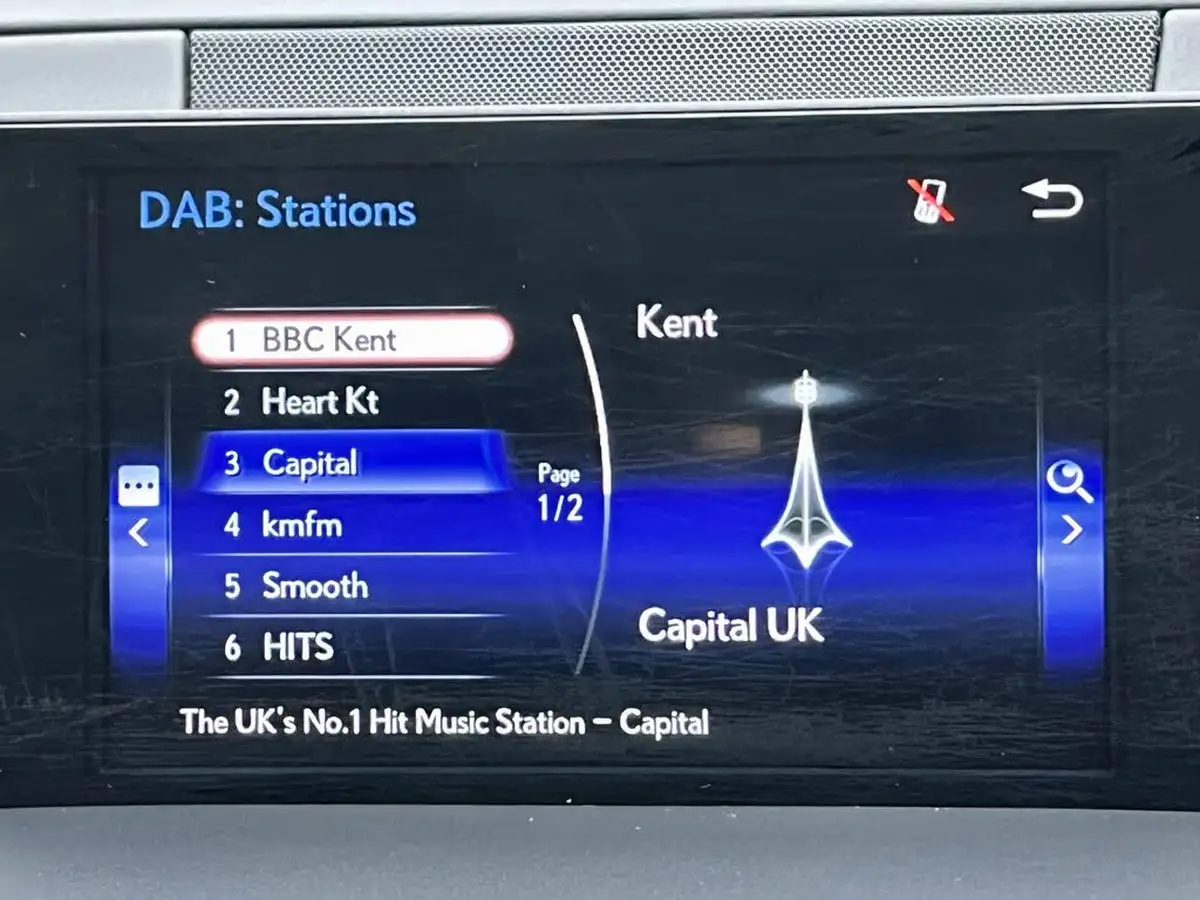 DAB: Stations
1 BBC Kent
2 Heart Kt
3 Capital
4 kmfm
5 Smooth
6 HITS
Page
1/2
Kent
Capital UK
The UK's No.1 Hit Music Station – Capital